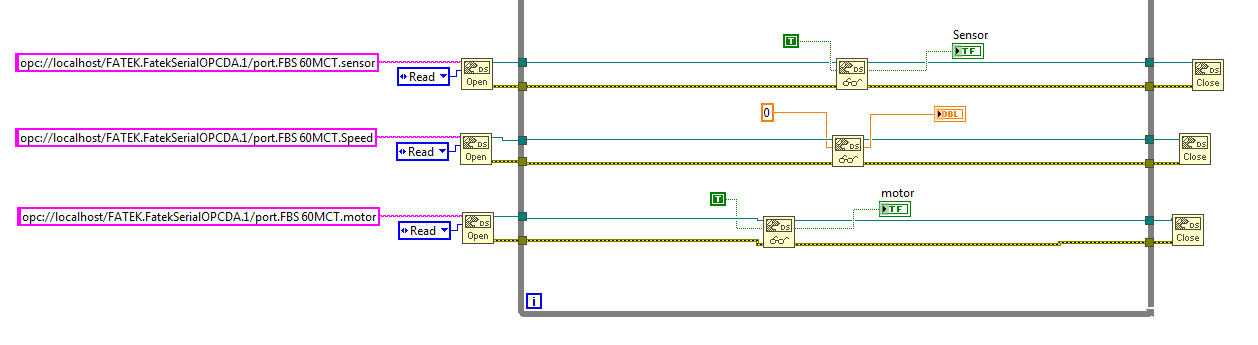 Sensor
T
TF
opc://localhost/FATEK.FatekSerialOPCDA.1/port.FBS 60MCT.sensor
Read
DS
Open
DS
DS
Close
0
DBL
opc://localhost/FATEK.FatekSerialOPCDA.1/port.FBS 60MCT.Speed
Read
DS
Open
DS
DS
Close
motor
T
TF
opc://localhost/FATEK.FatekSerialOPCDA.1/port.FBS 60MCT.motor
Read
DS
Open
DS
DS
Close
i